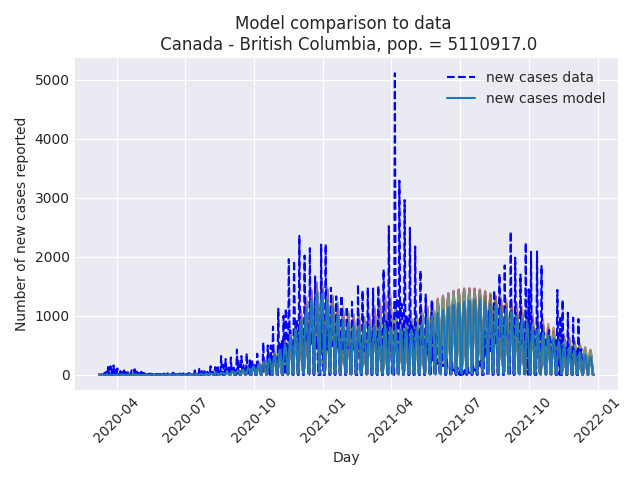 Model comparison to data
Canada - British Columbia, pop. = 5110917.0
new cases data
new cases model
Number of new cases reported
5000
4000
3000
2000
1000
0
2020-04
2020-07
2020-10
2021-01
2021-04
2021-07
2021-10
2022-01
Day